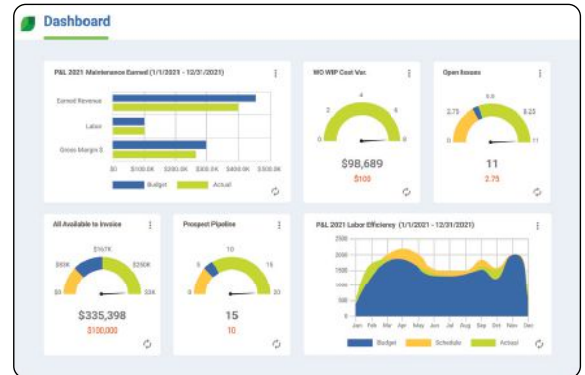 Dashboard
P&L 2021 Maintenance Earned (1/1/2021 - 12/31/2021)
Earned Revenue
Labor
Gross Margin $
$0 $100.0K $200.0K $300.0K $400.0K $500.0K
Budget Actual
WO WIP Cost Vac
0 2 4 6 8
$98,689
$100
Open Issues
0 2.75 5.5 8.25 11
11
2.75
All Available to Invoice
$0 $83K $167K $250K
$335,398
$100,000
Prospect Pipeline
0 5 10 15 20
15
10
P&L 2021 Labor Efficiency (1/1/2021 - 12/31/2021)
2500
2000
1500
1000
500
0
Jan Feb Mar Apr May Jun Jul Aug Sep Oct Nov Dec
Budget Schedule Actual